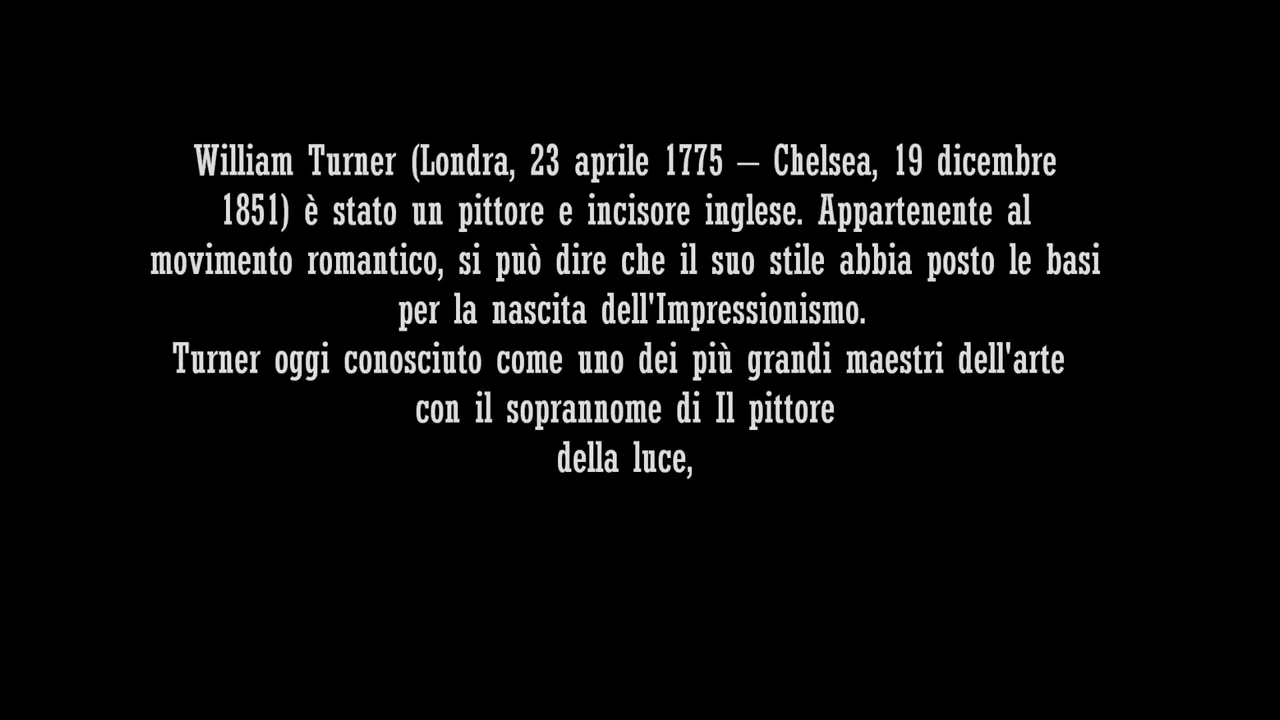 William Turner (Londra, 23 aprile 1775 – Chelsea, 19 dicembre
1851) è stato un pittore e incisore inglese. Appartenente al
movimento romantico, si può dire che il suo stile abbia posto le basi
per la nascita dell'Impressionismo.
Turner oggi conosciuto come uno dei più grandi maestri dell'arte
con il soprannome di Il pittore
della luce,